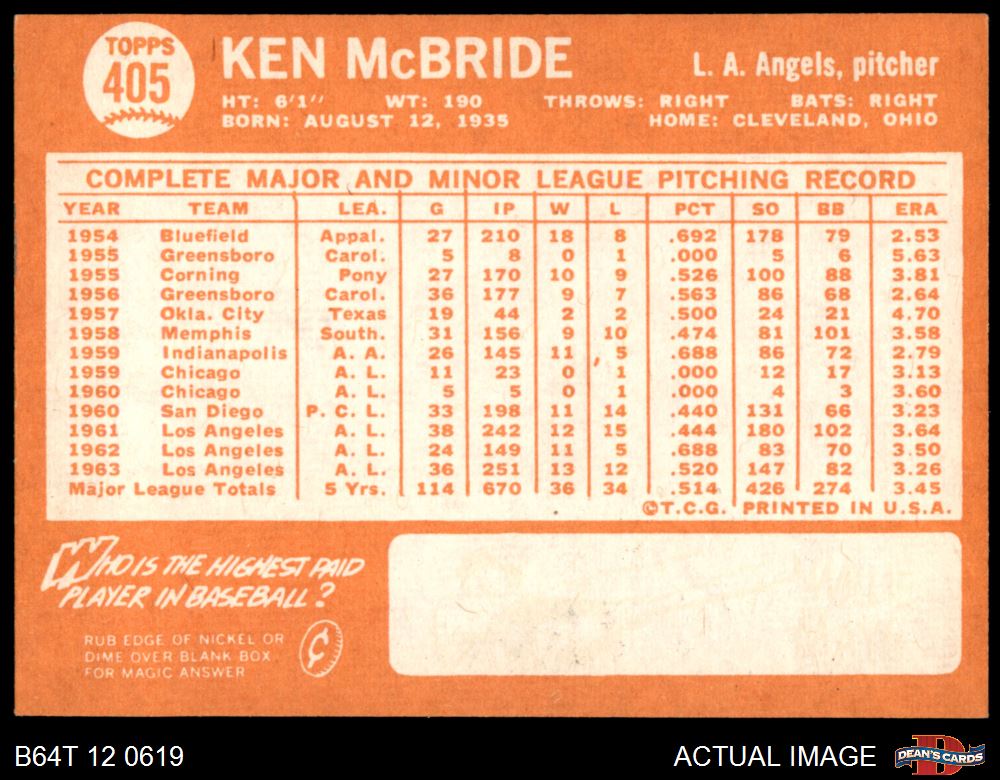 TOPPS
405
KEN McBRIDE
L. A. Angels, pitcher
HT: 6'1" WT: 190 THROWS: RIGHT BATS: RIGHT
BORN: AUGUST 12, 1935 HOME: CLEVELAND, OHIO
COMPLETE MAJOR AND MINOR LEAGUE PITCHING RECORD
YEAR TEAM LEA. G IP W L PCT SO BB ERA
1954 Bluefield Appal. 27 210 18 8 .692 178 79 2.53
1955 Greensboro Carol. 5 8 0 1 .000 5 6 5.63
1955 Corning Pony 27 170 10 9 .526 100 88 3.81
1956 Greensboro Carol. 36 177 9 7 .563 86 68 2.64
1957 Okla. City Texas 19 44 2 2 .500 24 21 4.70
1958 Memphis South. 31 156 9 10 .474 81 101 3.58
1959 Indianapolis A. A. 26 145 11 5 .688 86 72 2.79
1959 Chicago A. L. 11 23 0 1 .000 12 17 3.13
1960 Chicago A. L. 5 5 0 1 .000 4 3 3.60
1960 San Diego P. C. L. 33 198 11 14 .440 131 66 3.23
1961 Los Angeles A. L. 38 242 12 15 .444 180 102 3.64
1962 Los Angeles A. L. 24 149 11 5 .688 83 70 3.50
1963 Los Angeles A. L. 36 251 13 12 .520 147 82 3.26
Major League Totals 5 Yrs. 114 670 36 34 .514 426 274 3.45
©T.C.G. PRINTED IN U.S.A.
WHO IS THE HIGHEST PAID
PLAYER IN BASEBALL?
RUB EDGE OF NICKEL OR
DIME OVER BLANK BOX
FOR MAGIC ANSWER
¢
B64T 12 0619
ACTUAL IMAGE
D
DEAN'S CARDS